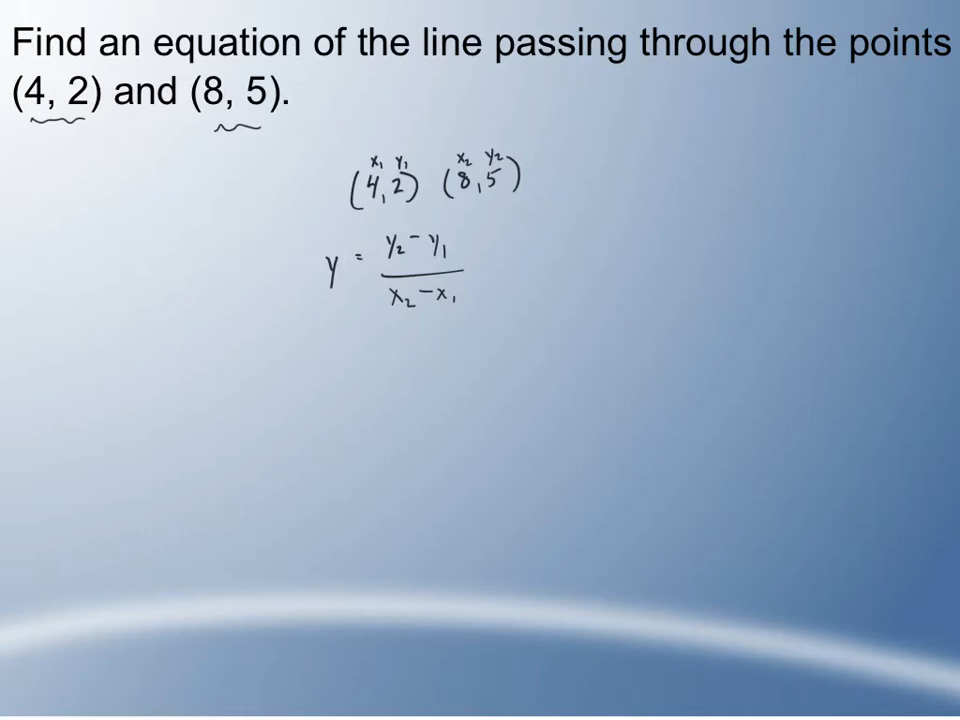 Find an equation of the line passing through the points
(4, 2) and (8, 5).
x₁ y₁ x₂ y₂
(4, 2) (8, 5)
y = y₂ - y₁
x₂ - x₁